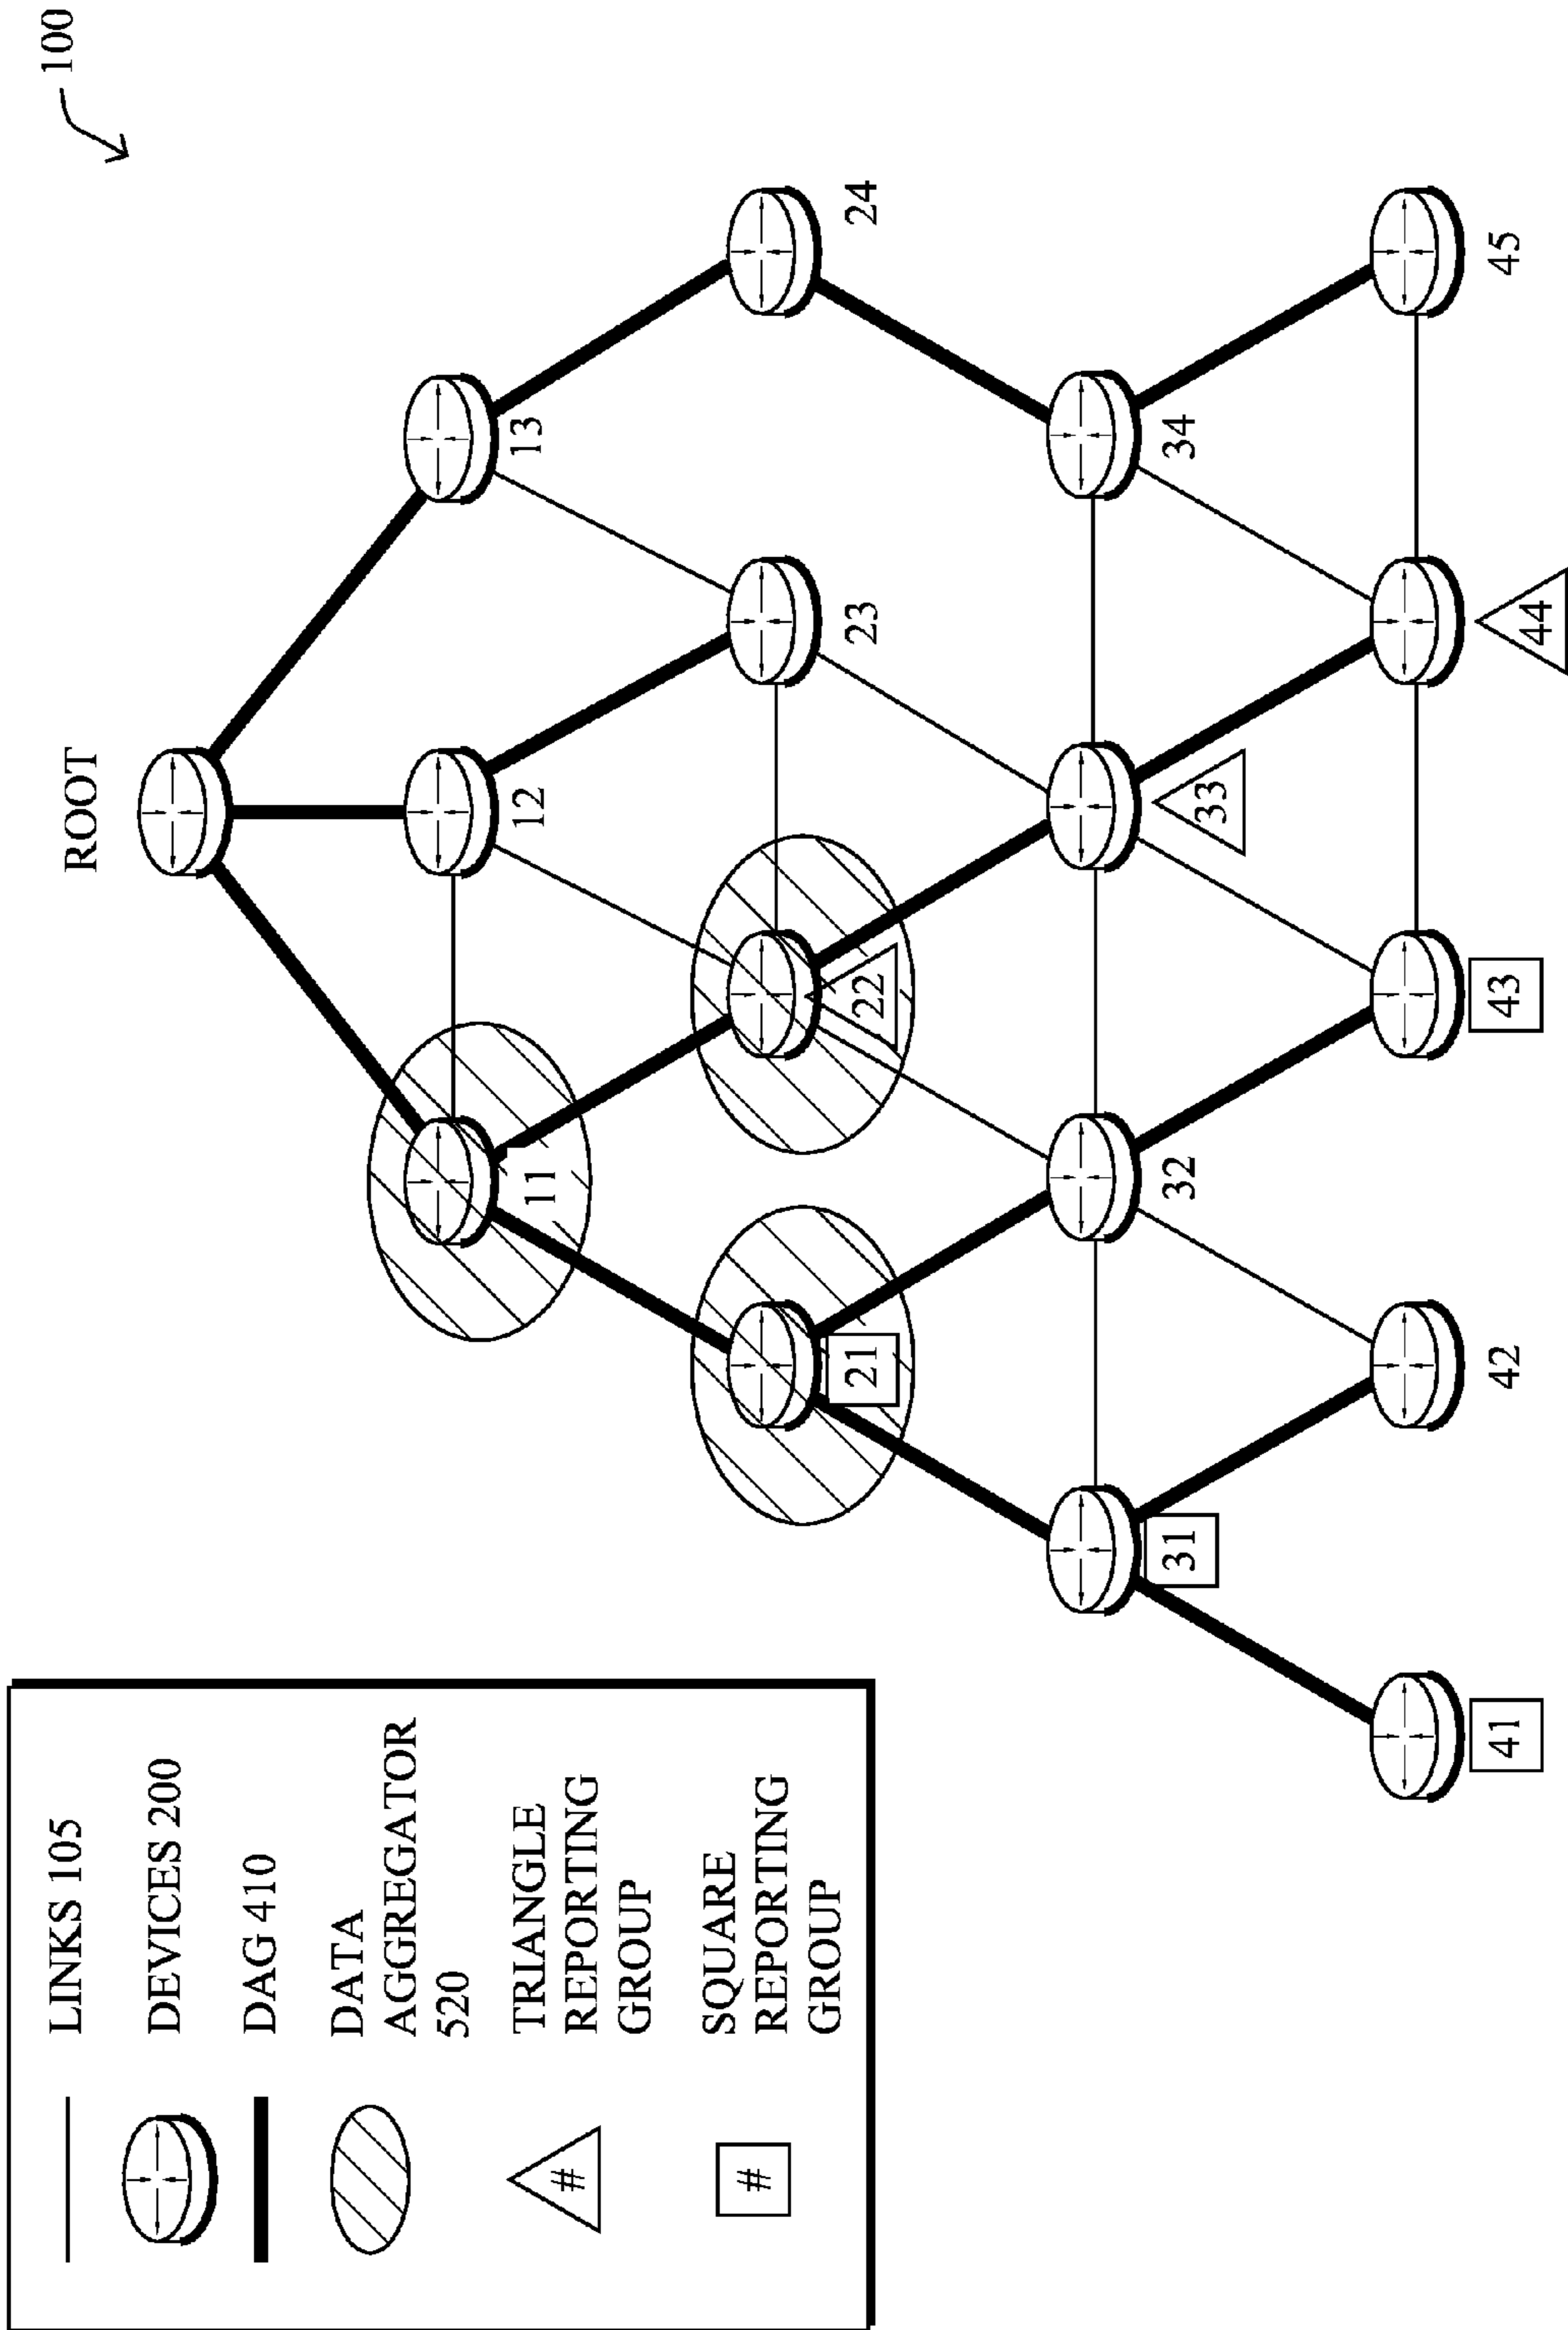 100
ROOT
11
12
13
21
22
23
24
31
32
33
34
41
42
43
44
45
LINKS 105
DEVICES 200
DAG 410
DATA
AGGREGATOR
520
#
TRIANGLE
REPORTING
GROUP
#
SQUARE
REPORTING
GROUP